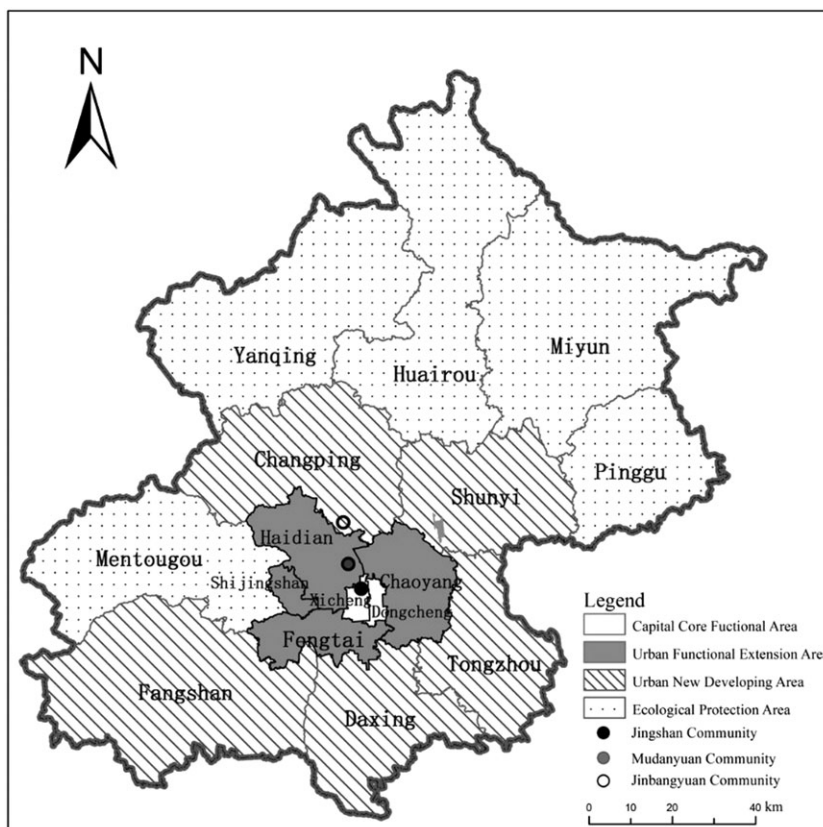 N
Yanqing
Huairou
Miyun
Changping
Shunyi
Pinggu
Mentougou
Haidian
Shijingshan
Xicheng
Chaoyang
Dongcheng
Fongtai
Tongzhou
Fangshan
Daxing
Legend
Capital Core Fuctional Area
Urban Functional Extension Area
Urban New Developing Area
Ecological Protection Area
Jingshan Community
Mudanyuan Community
Jinbangyuan Community
0 10 20 40 km